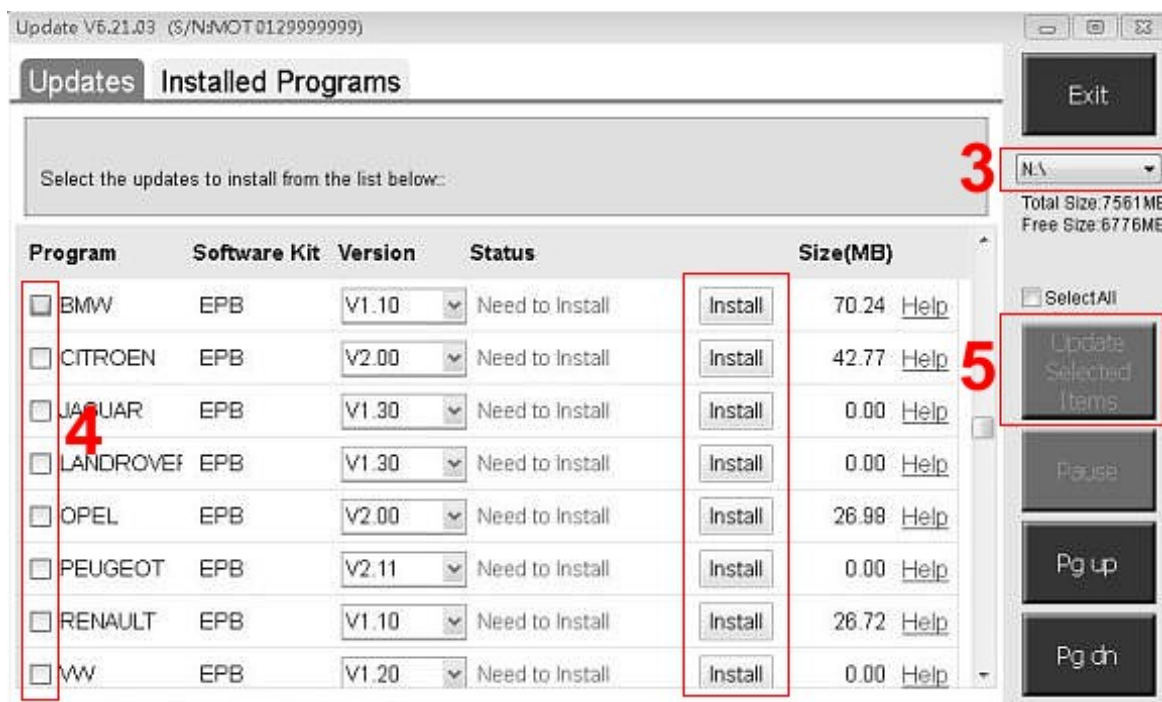 Update V6.21.03 (S/N:MOT0129999999)
Updates Installed Programs
Exit
Select the updates to install from the list below::
3
N:\
Total Size:7561MB
Free Size:6776MB
Program Software Kit Version Status Size(MB)
SelectAll
BMW EPB V1.10 Need to Install Install 70.24 Help
CITROEN EPB V2.00 Need to Install Install 42.77 Help
5
Update
Selected
Items
JAGUAR EPB V1.30 Need to Install Install 0.00 Help
4
LANDROVER EPB V1.30 Need to Install Install 0.00 Help
Pause
OPEL EPB V2.00 Need to Install Install 26.98 Help
PEUGEOT EPB V2.11 Need to Install Install 0.00 Help
Pg up
RENAULT EPB V1.10 Need to Install Install 26.72 Help
VW EPB V1.20 Need to Install Install 0.00 Help
Pg dn